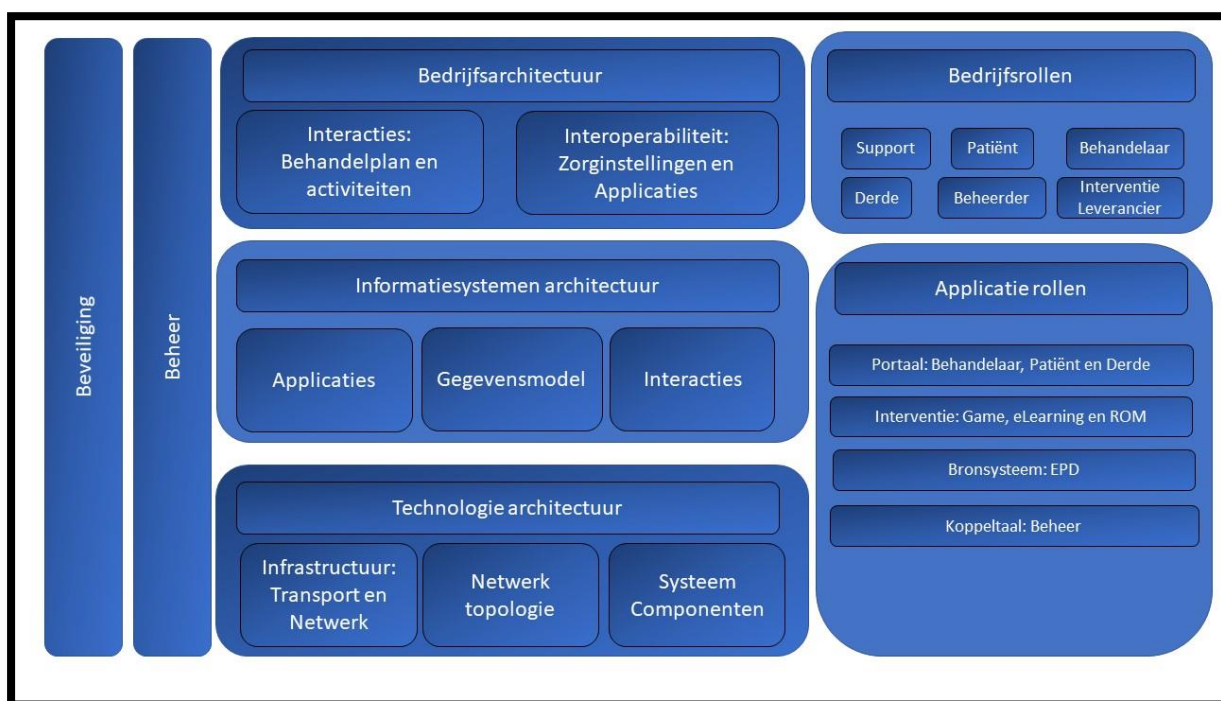 Beveiliging
Beheer
Bedrijfsarchitectuur
Interacties:
Behandelplan en
activiteiten
Interoperabiliteit:
Zorginstellingen en
Applicaties
Bedrijfsrollen
Support
Patiënt
Behandelaar
Derde
Beheerder
Interventie
Leverancier
Informatiesystemen architectuur
Applicaties
Gegevensmodel
Interacties
Applicatie rollen
Portaal: Behandelaar, Patiënt en Derde
Interventie: Game, eLearning en ROM
Bronsysteem: EPD
Koppeltaal: Beheer
Technologie architectuur
Infrastructuur:
Transport en
Netwerk
Netwerk
topologie
Systeem
Componenten